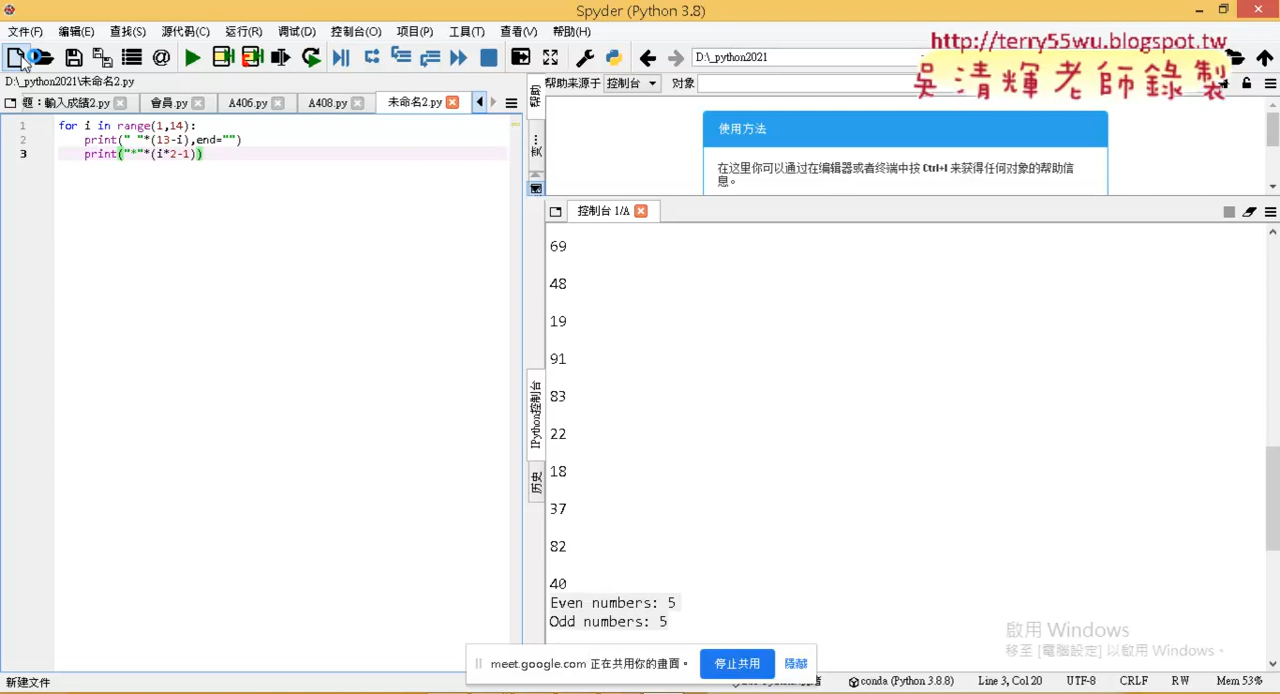 Spyder (Python 3.8)
文件(F) 编辑(E) 查找(S) 源代码(C) 运行(R) 调试(D) 控制台(O) 项目(P) 工具(T) 查看(V) 帮助(H)
http://terry55wu.blogspot.tw
吳清輝老師錄製
D:\_python2021
D:\_python2021\未命名2.py
帮助来源于 控制台 对象
題：輸入成績2.py 會員.py A406.py A408.py 未命名2.py
1 for i in range(1,14):
2 print(" "*(13-i),end="")
3 print("*"*(i*2-1))
使用方法
在这里你可以通过在编辑器或者终端中按 Ctrl+I 来获得任何对象的帮助信
息。
控制台 1/A
69
48
19
91
83
22
18
37
82
40
Even numbers: 5
Odd numbers: 5
IPython控制台
历史
啟用 Windows
移至 [電腦設定] 以啟用 Windows。
meet.google.com 正在共用你的畫面。 停止共用 隱藏
新建文件
conda (Python 3.8.8) Line 3, Col 20 UTF-8 CRLF RW Mem 53%